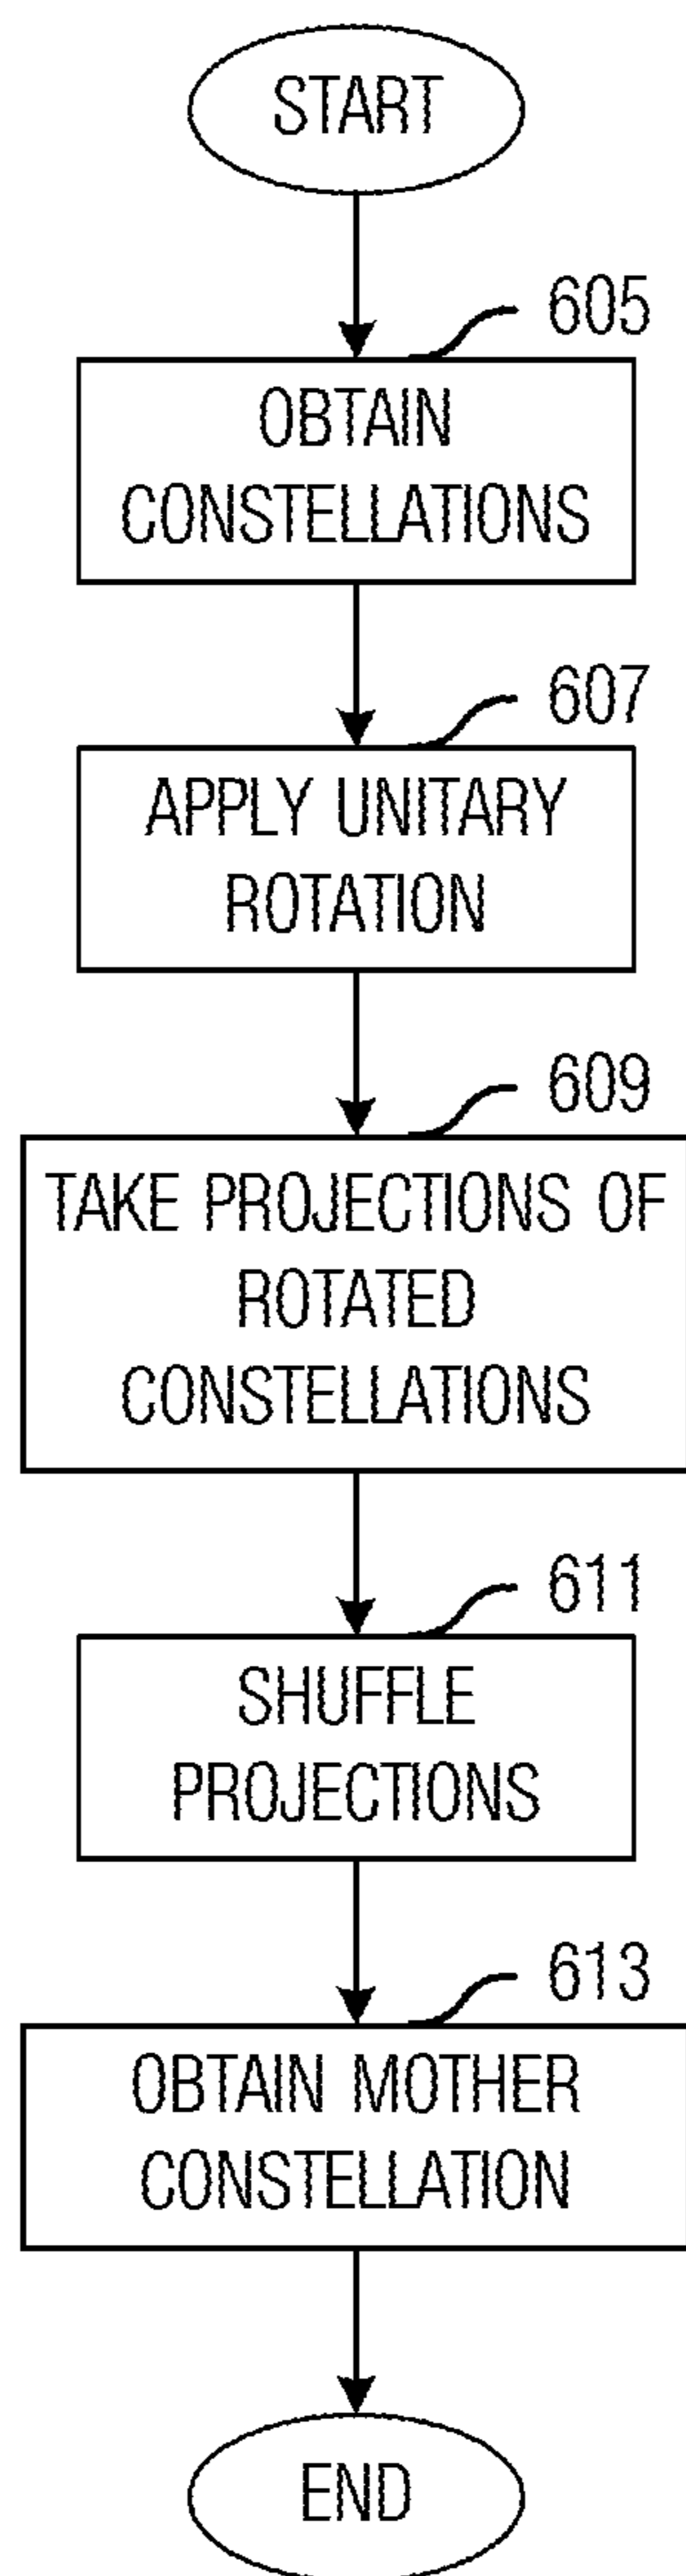 START
605
OBTAIN
CONSTELLATIONS
607
APPLY UNITARY
ROTATION
609
TAKE PROJECTIONS OF
ROTATED
CONSTELLATIONS
611
SHUFFLE
PROJECTIONS
613
OBTAIN MOTHER
CONSTELLATION
END